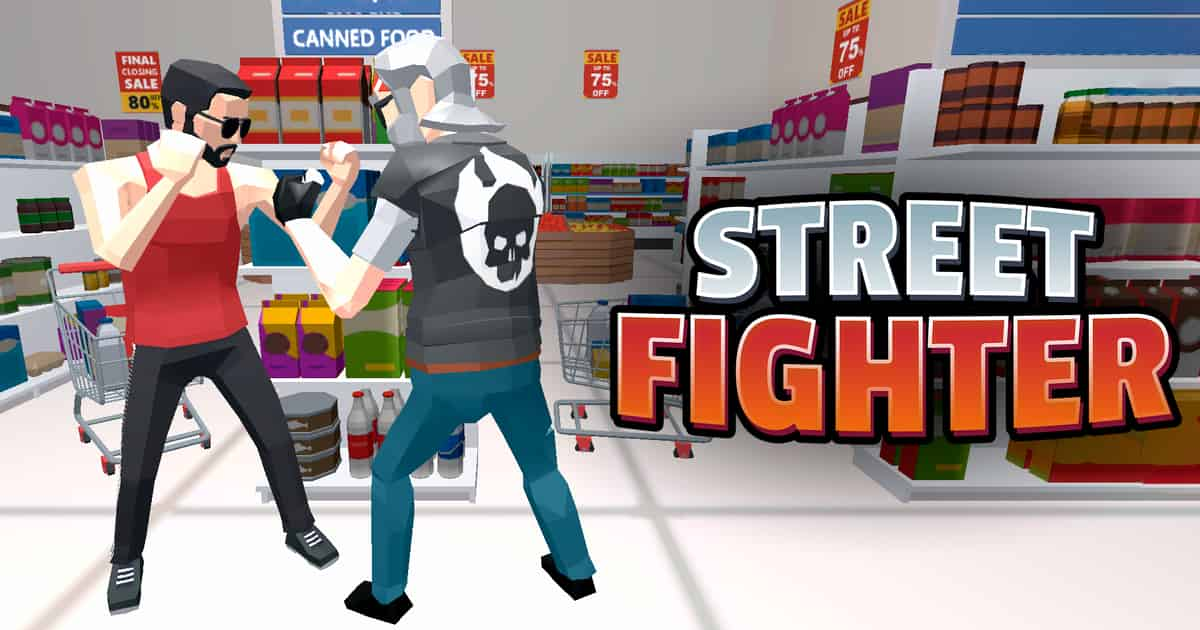 CANNED FOOD
FINAL
CLOSING
SALE
80%
SALE
75%
SALE
UP TO
75%
OFF
SALE
UP TO
75%
OFF
STREET
FIGHTER